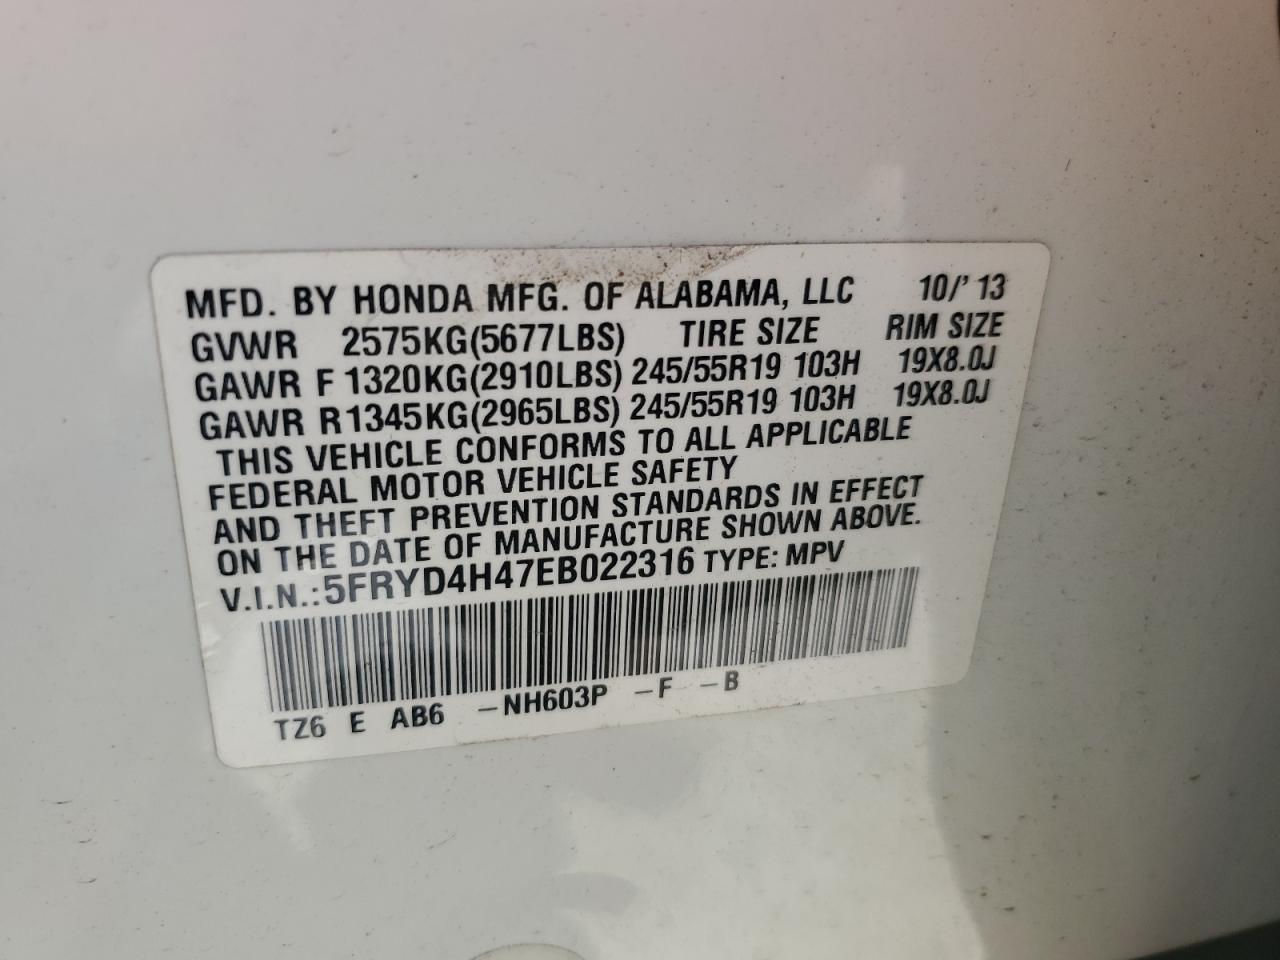 MFD. BY HONDA MFG. OF ALABAMA, LLC 10/'13
GVWR 2575KG(5677LBS) TIRE SIZE RIM SIZE
GAWR F 1320KG(2910LBS) 245/55R19 103H 19X8.0J
GAWR R 1345KG(2965LBS) 245/55R19 103H 19X8.0J
THIS VEHICLE CONFORMS TO ALL APPLICABLE
FEDERAL MOTOR VEHICLE SAFETY
AND THEFT PREVENTION STANDARDS IN EFFECT
ON THE DATE OF MANUFACTURE SHOWN ABOVE.
V.I.N.:5FRYD4H47EB022316 TYPE: MPV
TZ6 E AB6 -NH603P -F -B